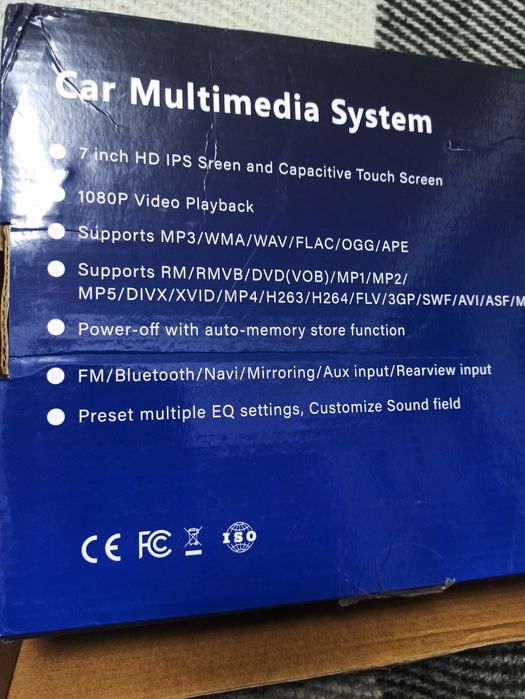 Car Multimedia System
7 inch HD IPS Sreen and Capacitive Touch Screen
1080P Video Playback
Supports MP3/WMA/WAV/FLAC/OGG/APE
Supports RM/RMVB/DVD(VOB)/MP1/MP2/
MP5/DIVX/XVID/MP4/H263/H264/FLV/3GP/SWF/AVI/ASF/M
Power-off with auto-memory store function
FM/Bluetooth/Navi/Mirroring/Aux input/Rearview input
Preset multiple EQ settings, Customize Sound field
CE FC ISO